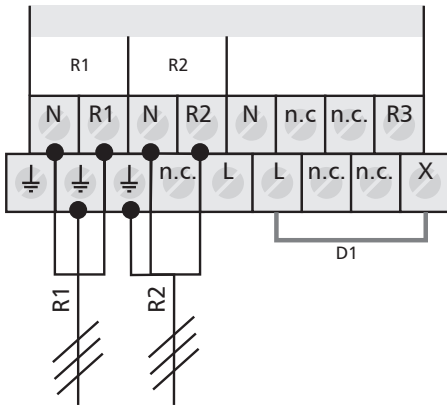 R1 R2
N R1 N R2 N n.c n.c. R3
n.c. L L n.c. n.c. X
D1
R1 R2